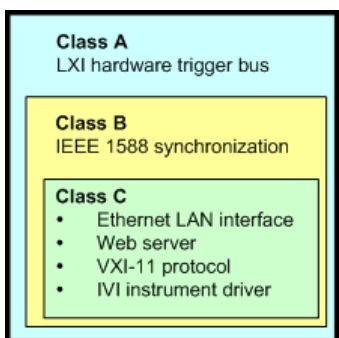 Class A
LXI hardware trigger bus
Class B
IEEE 1588 synchronization
Class C
• Ethernet LAN interface
• Web server
• VXI-11 protocol
• IVI instrument driver